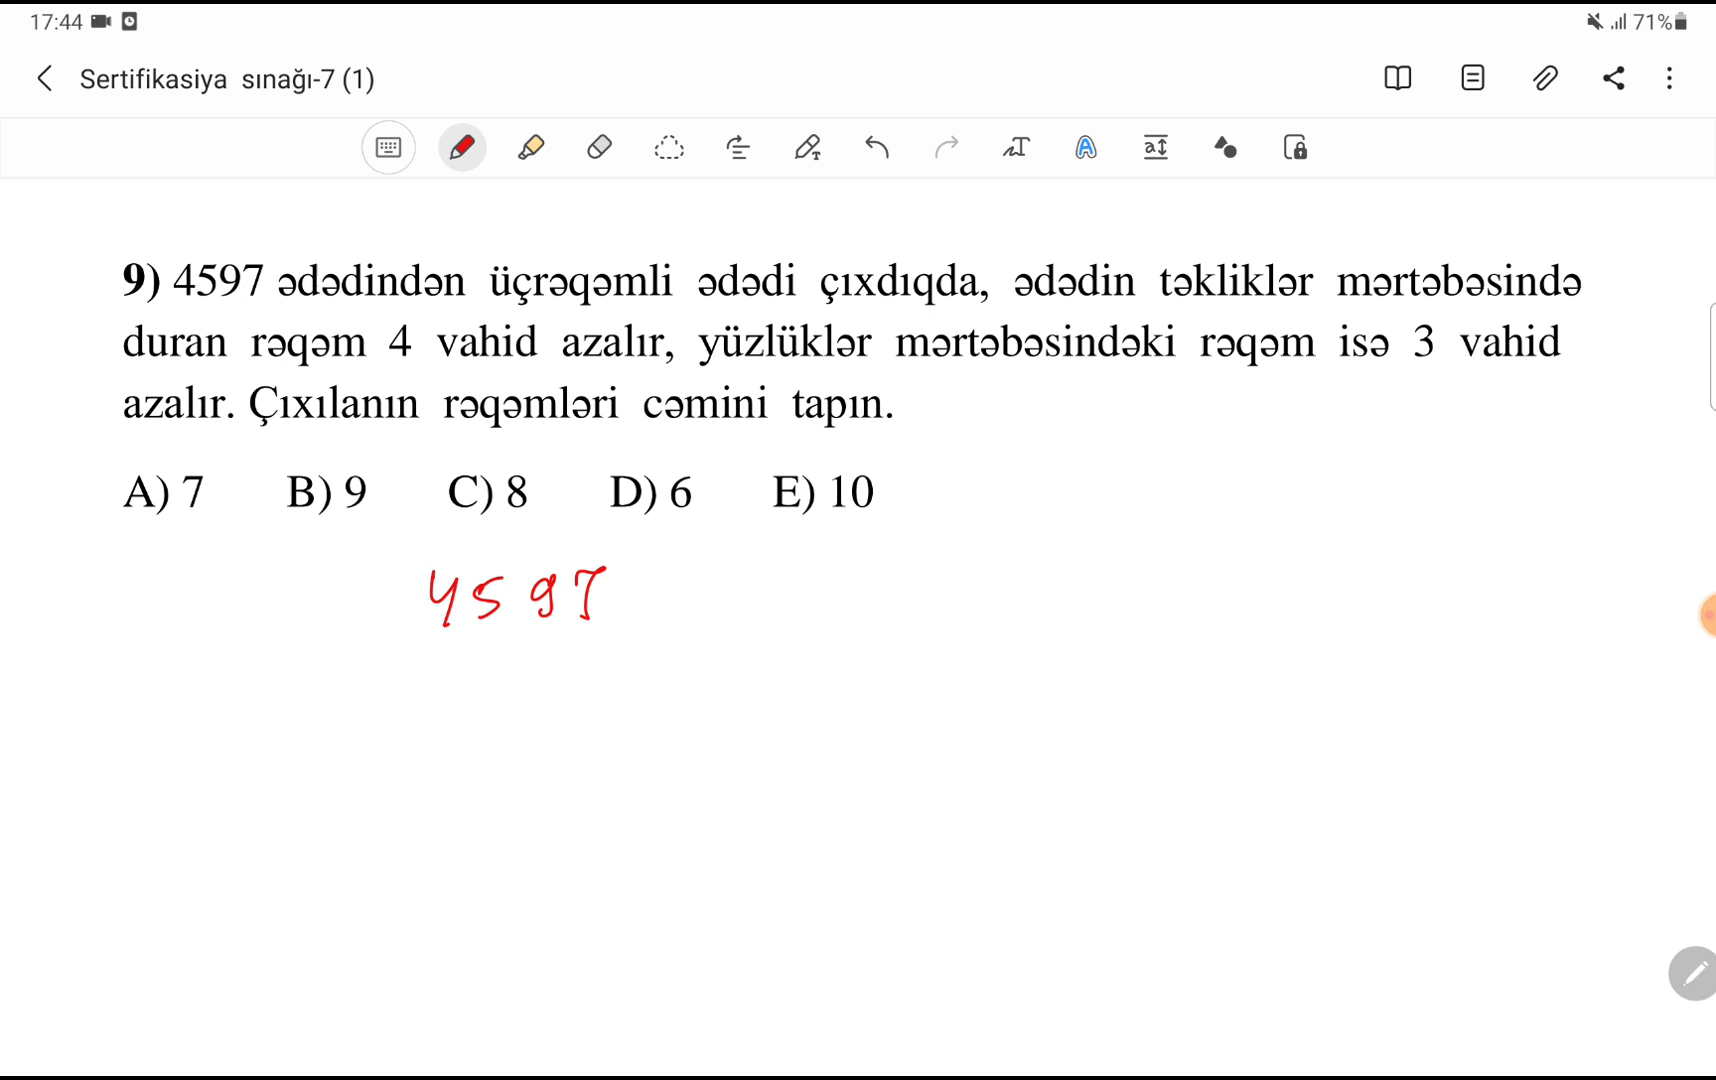 17:44
71%
Sertifikasiya sınağı-7 (1)
9) 4597 ədədindən üçrəqəmli ədədi çıxdıqda, ədədin təkliklər mərtəbəsində
duran rəqəm 4 vahid azalır, yüzlüklər mərtəbəsindəki rəqəm isə 3 vahid
azalır. Çıxılanın rəqəmləri cəmini tapın.
A) 7 B) 9 C) 8 D) 6 E) 10
4597